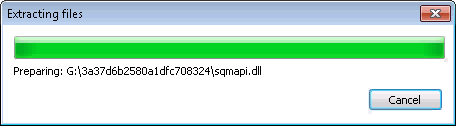 Extracting files
Preparing: G:\3a37d6b2580a1dfc708324\sqmapi.dll
Cancel